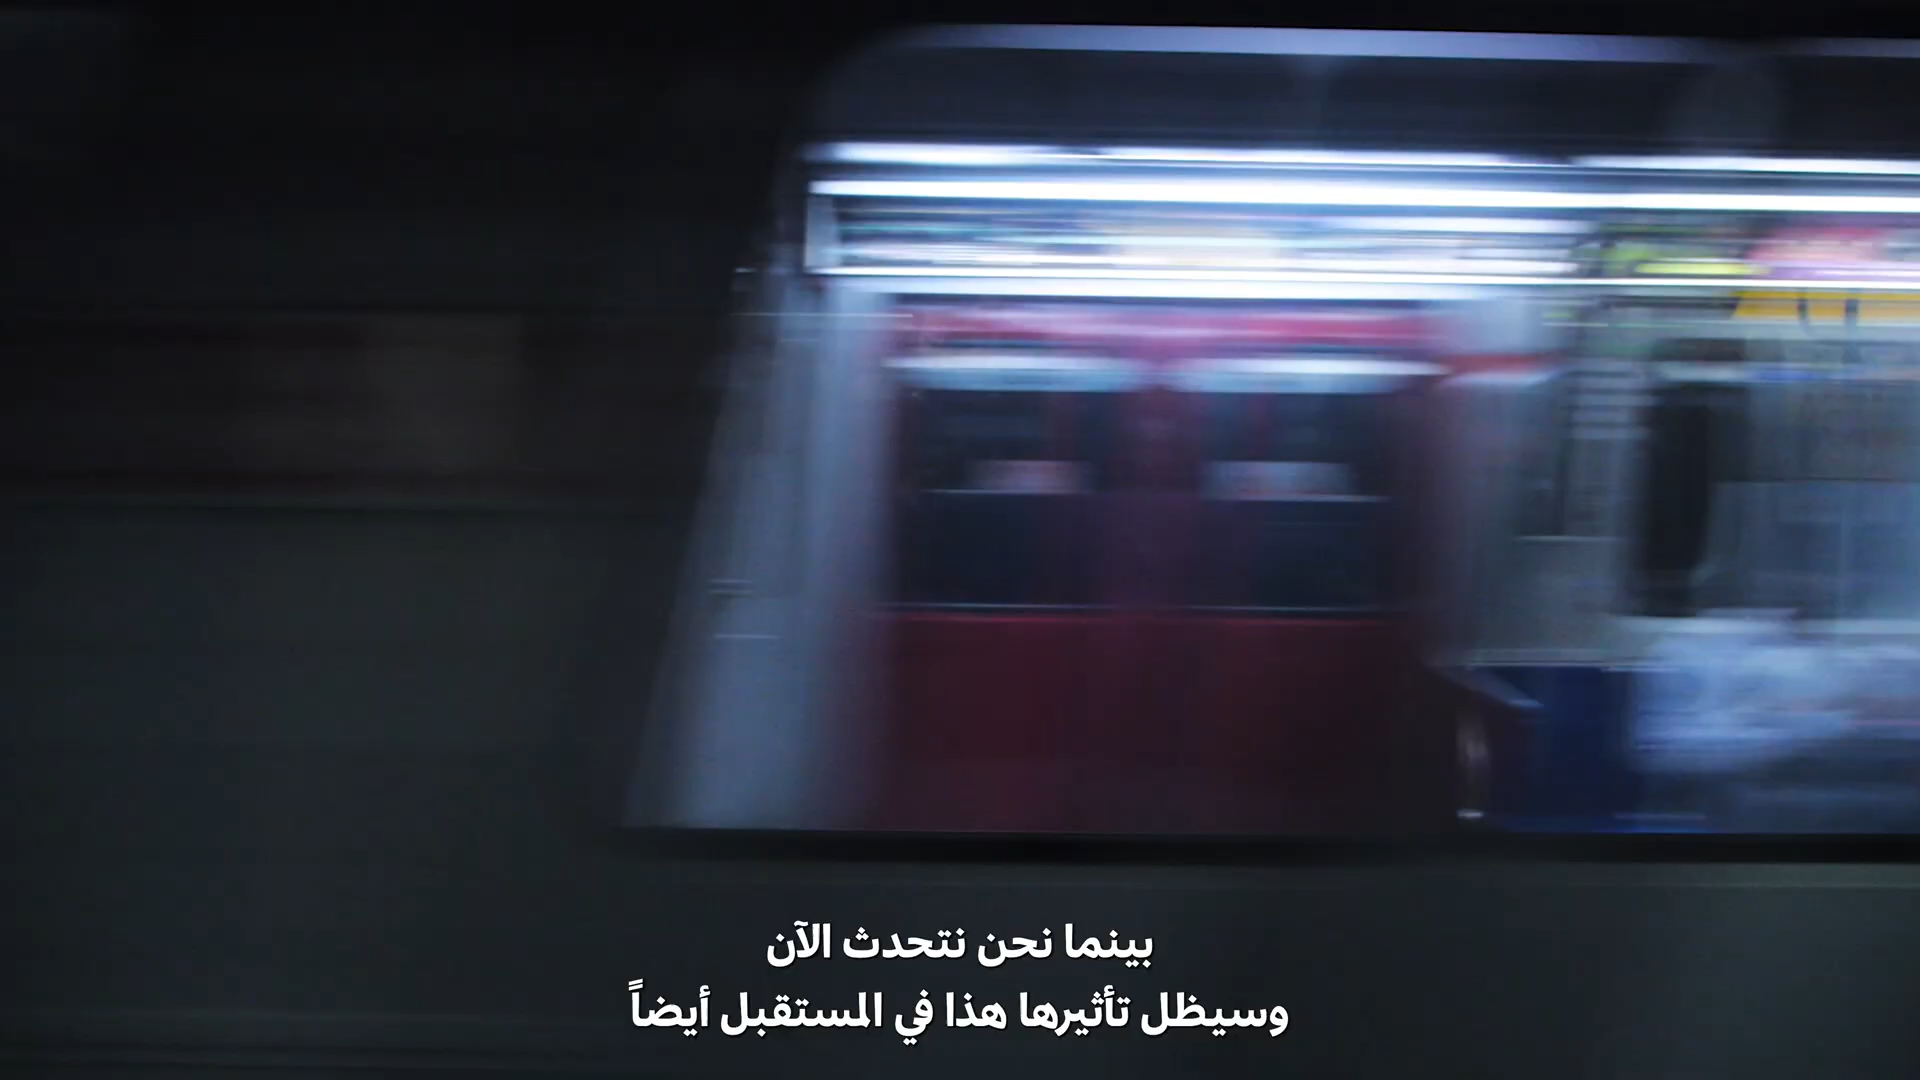 بينما نحن نتحدث الآن
وسيظل تأثيرها هذا في المستقبل أيضاً